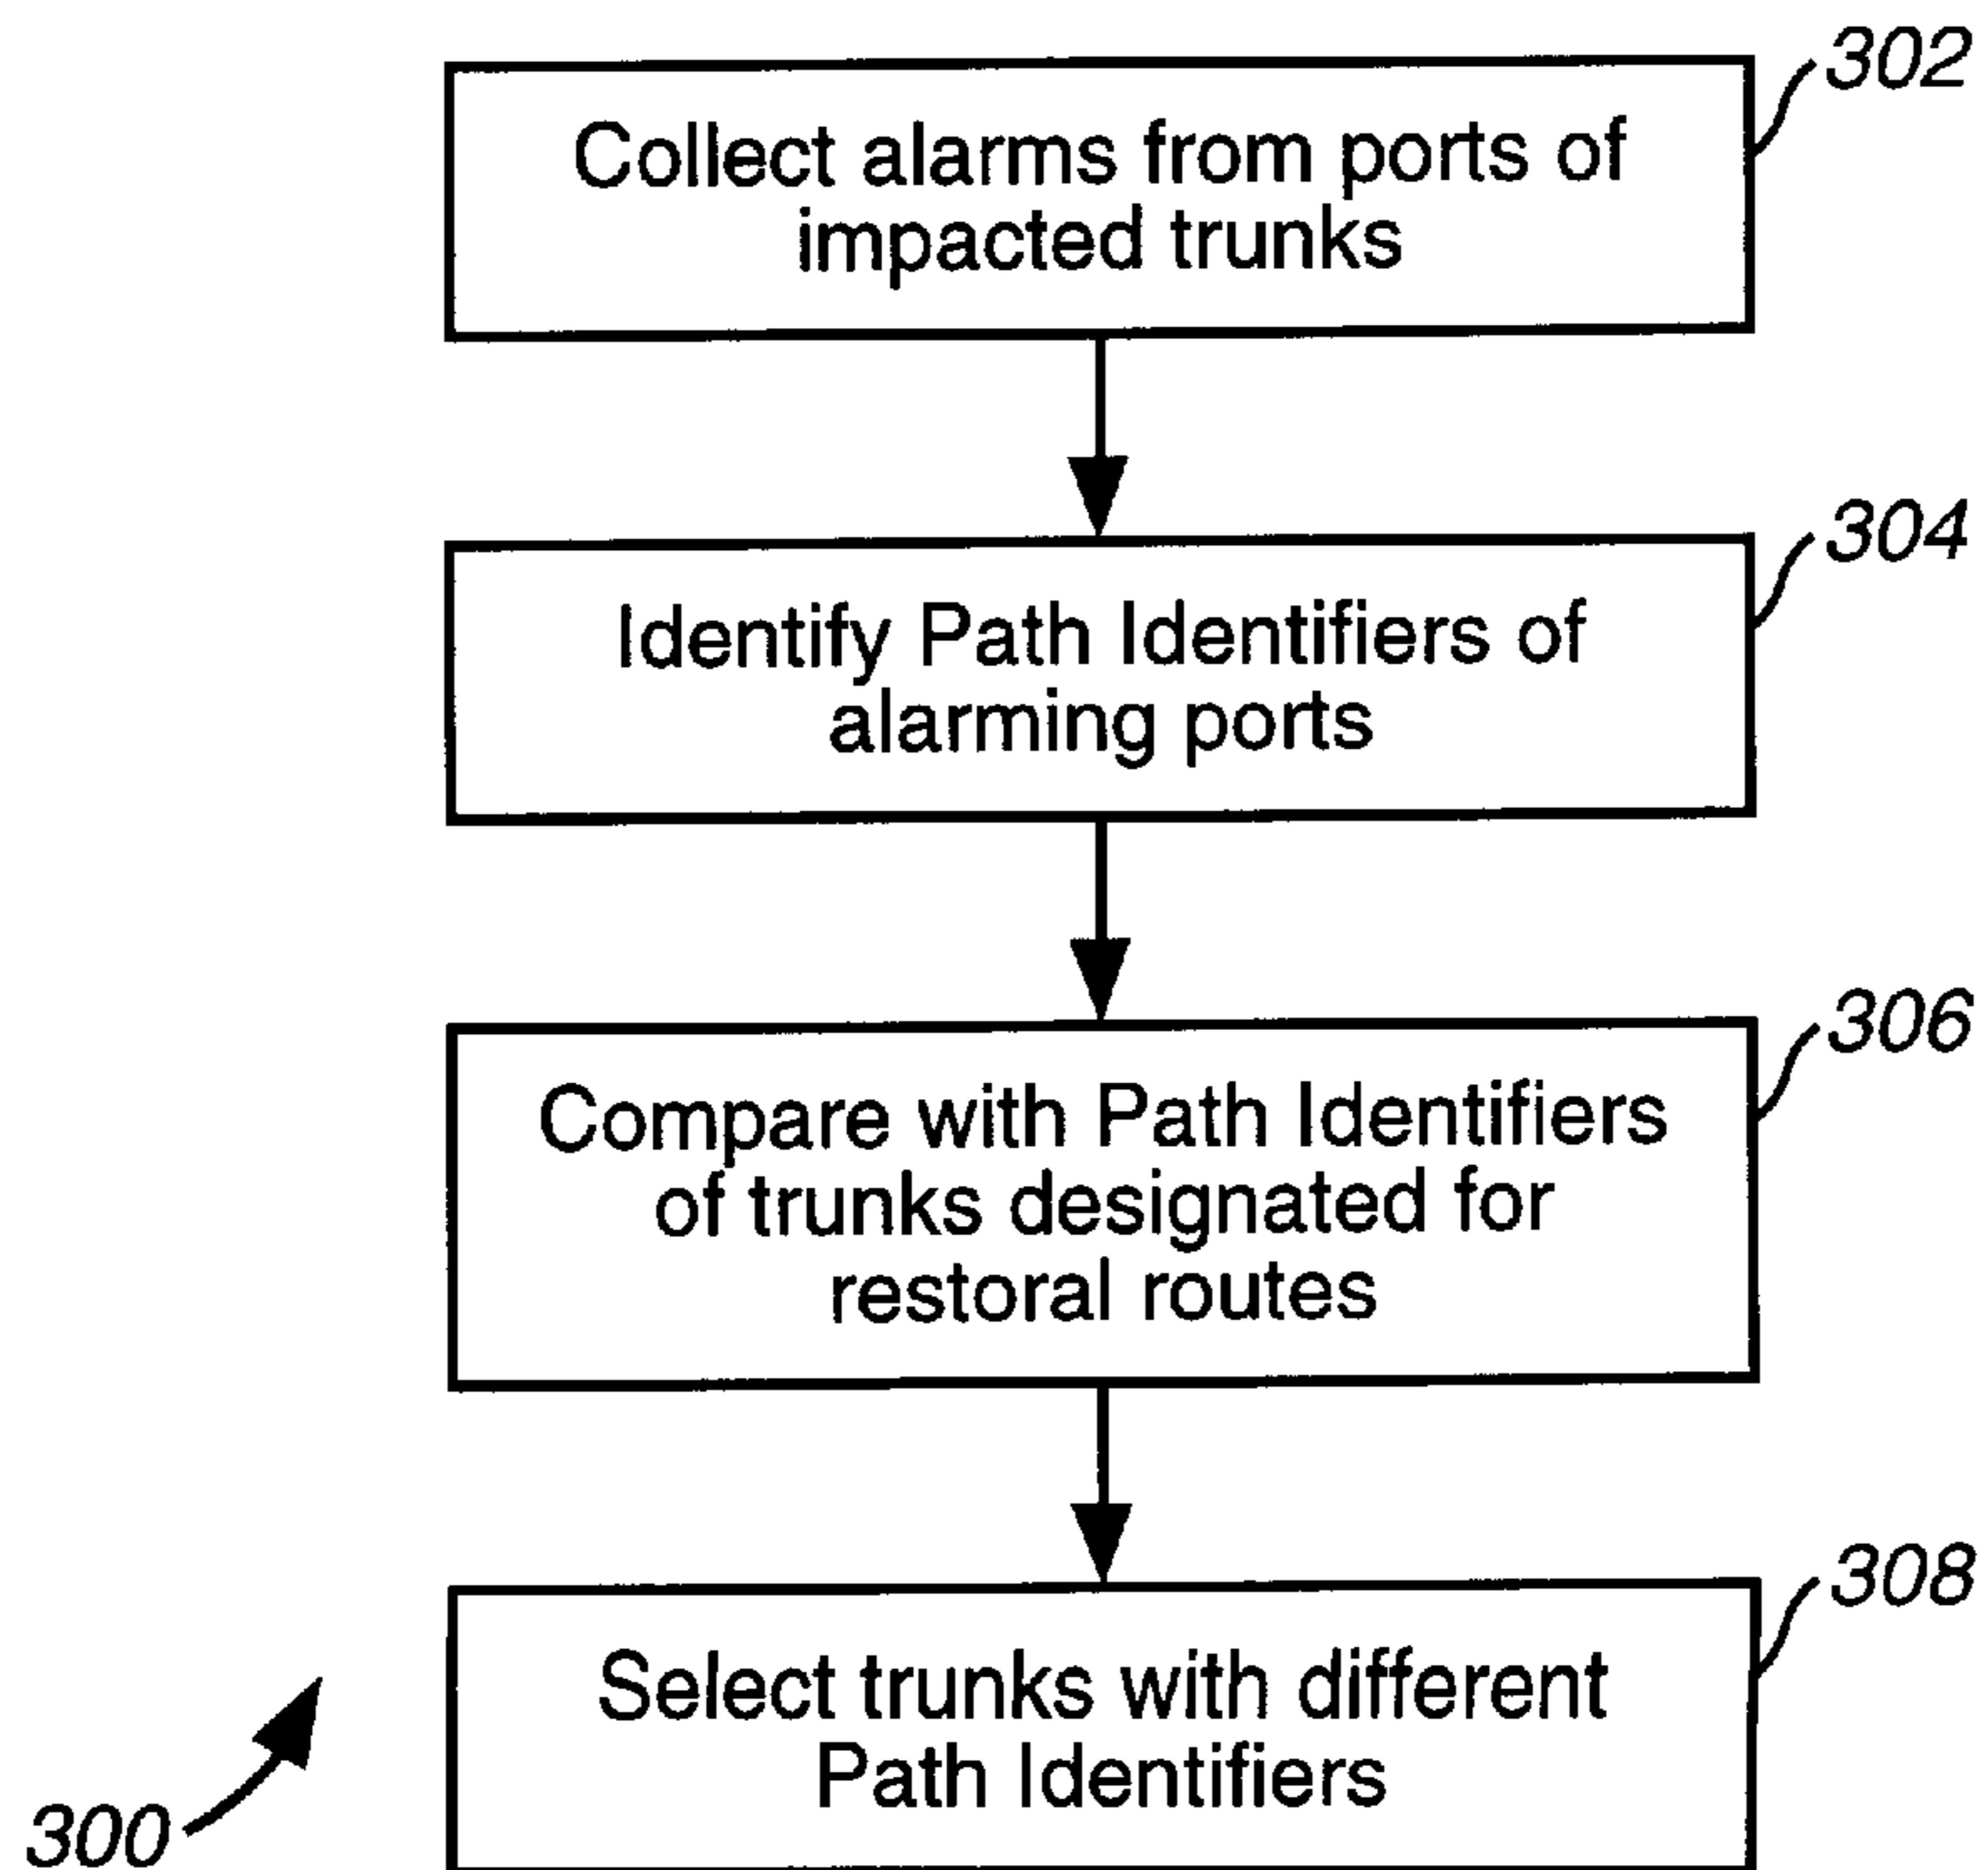 302
Collect alarms from ports of
impacted trunks
304
Identify Path Identifiers of
alarming ports
306
Compare with Path Identifiers
of trunks designated for
restoral routes
308
Select trunks with different
Path Identifiers
300